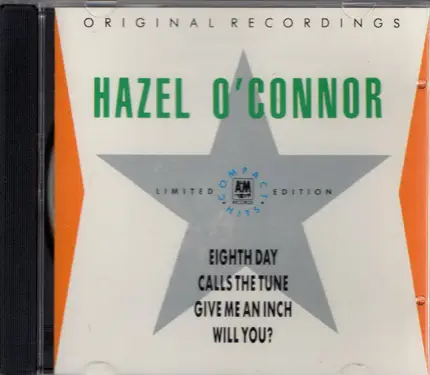 ORIGINAL RECORDINGS
HAZEL O'CONNOR
COMPACT HITS
LIMITED A&M EDITION
RECORDS
EIGHTH DAY
CALLS THE TUNE
GIVE ME AN INCH
WILL YOU?